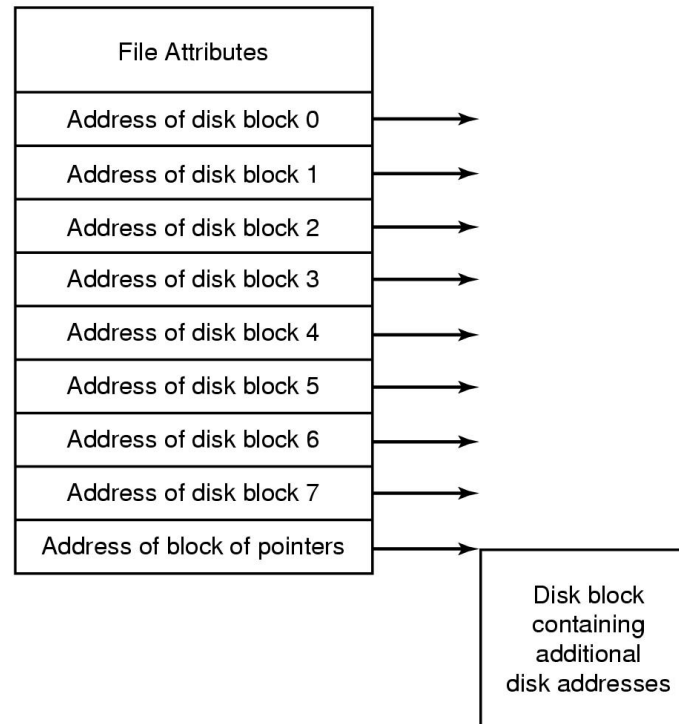 File Attributes
Address of disk block 0
Address of disk block 1
Address of disk block 2
Address of disk block 3
Address of disk block 4
Address of disk block 5
Address of disk block 6
Address of disk block 7
Address of block of pointers
Disk block
containing
additional
disk addresses